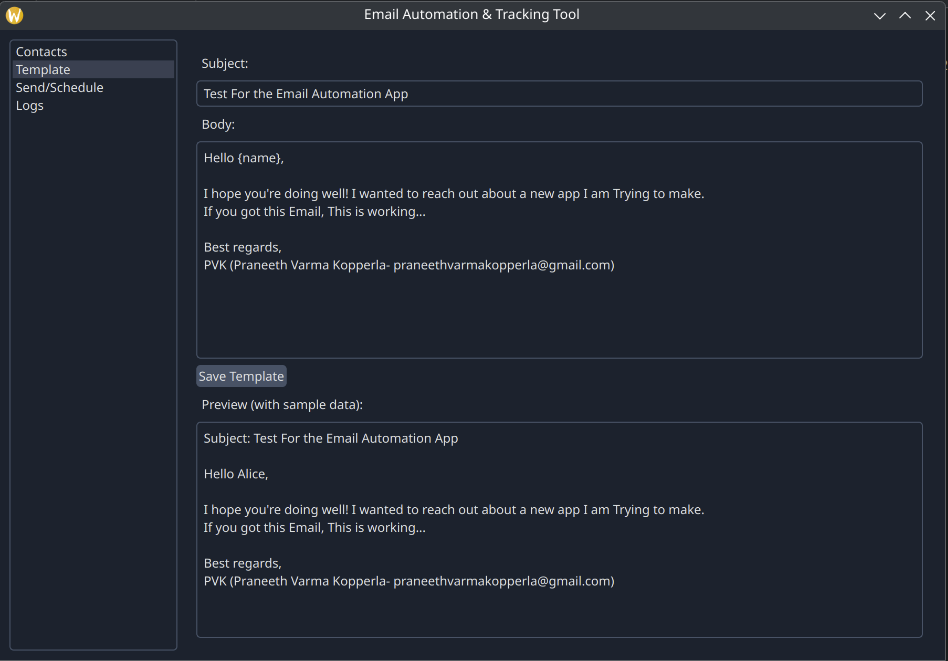 Email Automation & Tracking Tool
Contacts
Template
Send/Schedule
Logs
Subject:
Test For the Email Automation App
Body:
Hello {name},
I hope you're doing well! I wanted to reach out about a new app I am Trying to make.
If you got this Email, This is working...
Best regards,
PVK (Praneeth Varma Kopperla- praneethvarmakopperla@gmail.com)
Save Template
Preview (with sample data):
Subject: Test For the Email Automation App
Hello Alice,
I hope you're doing well! I wanted to reach out about a new app I am Trying to make.
If you got this Email, This is working...
Best regards,
PVK (Praneeth Varma Kopperla- praneethvarmakopperla@gmail.com)